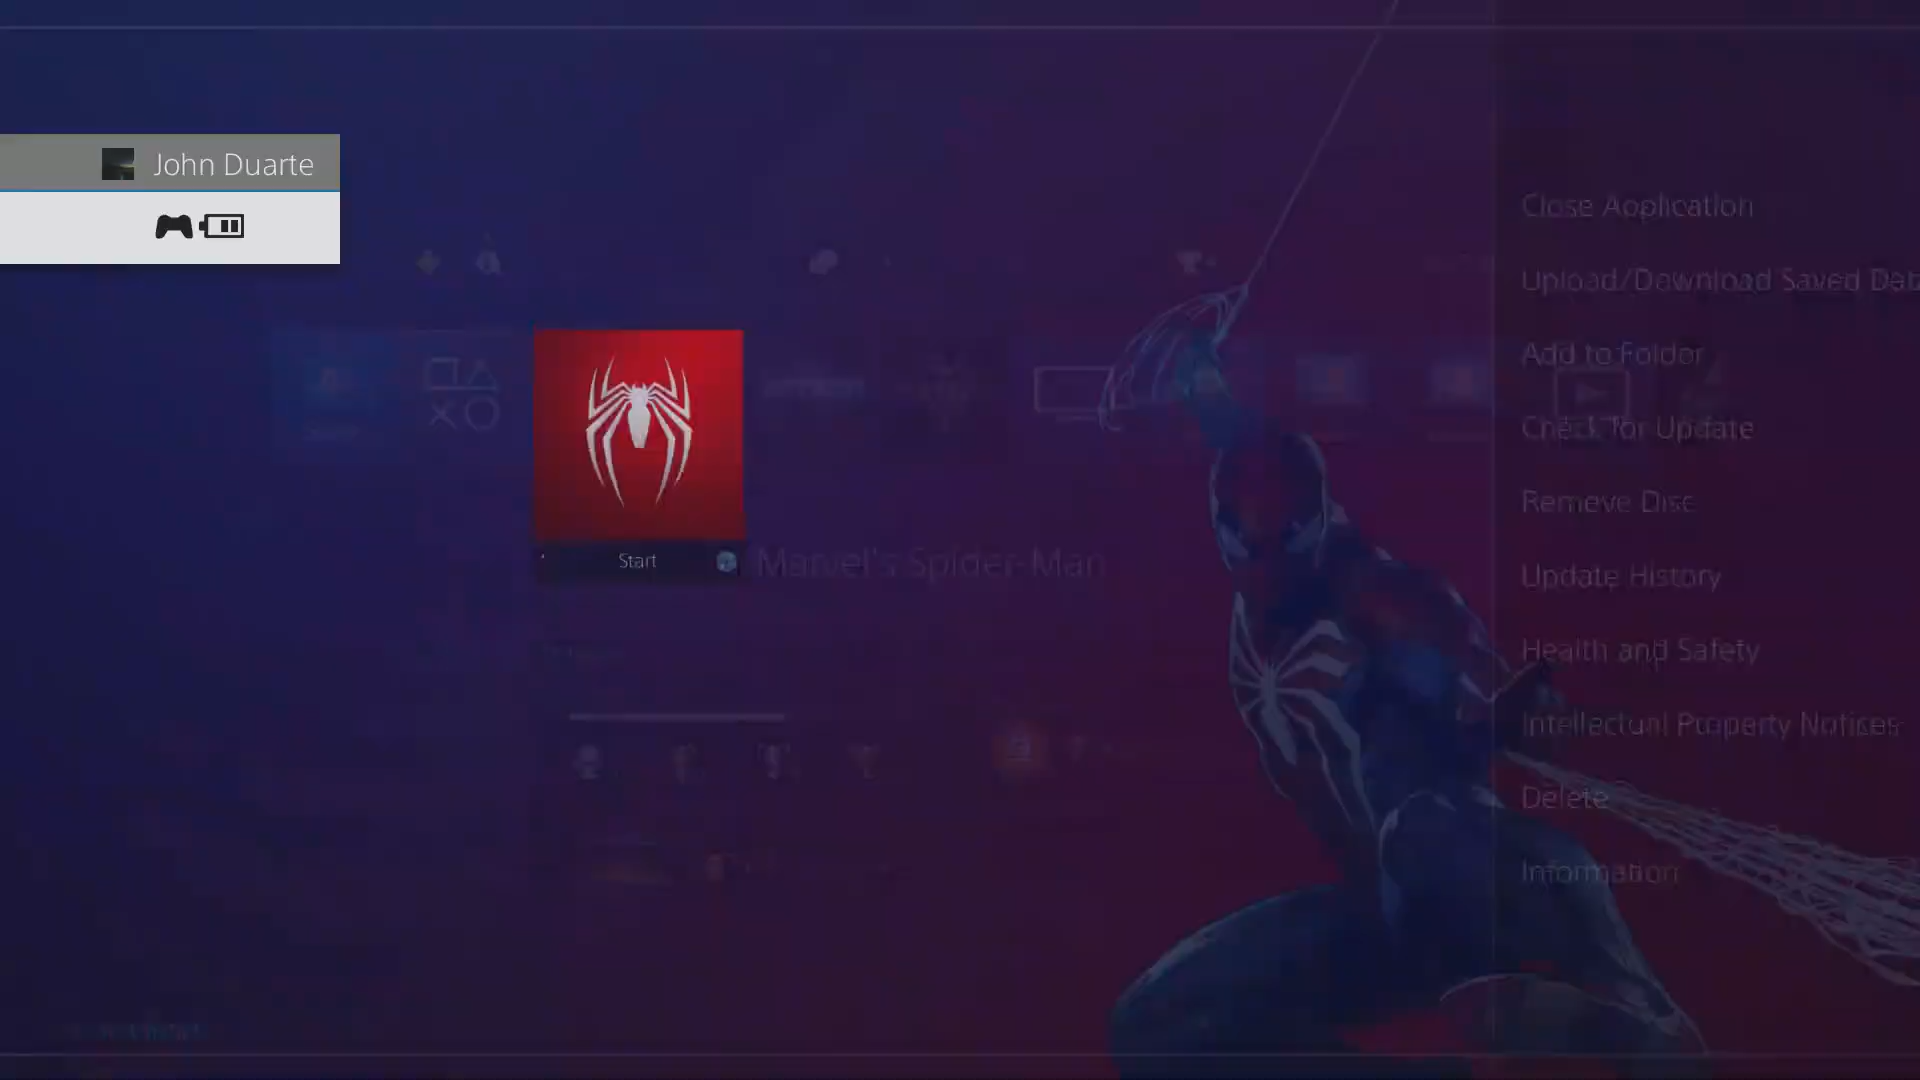 John Duarte
Close Application
Upload/Download Saved Dat
Add to Folder
Check for Update
Remove Disc
Start
Marvel's Spider-Man
Update History
Health and Safety
Intellectual Property Notices
Delete
Information